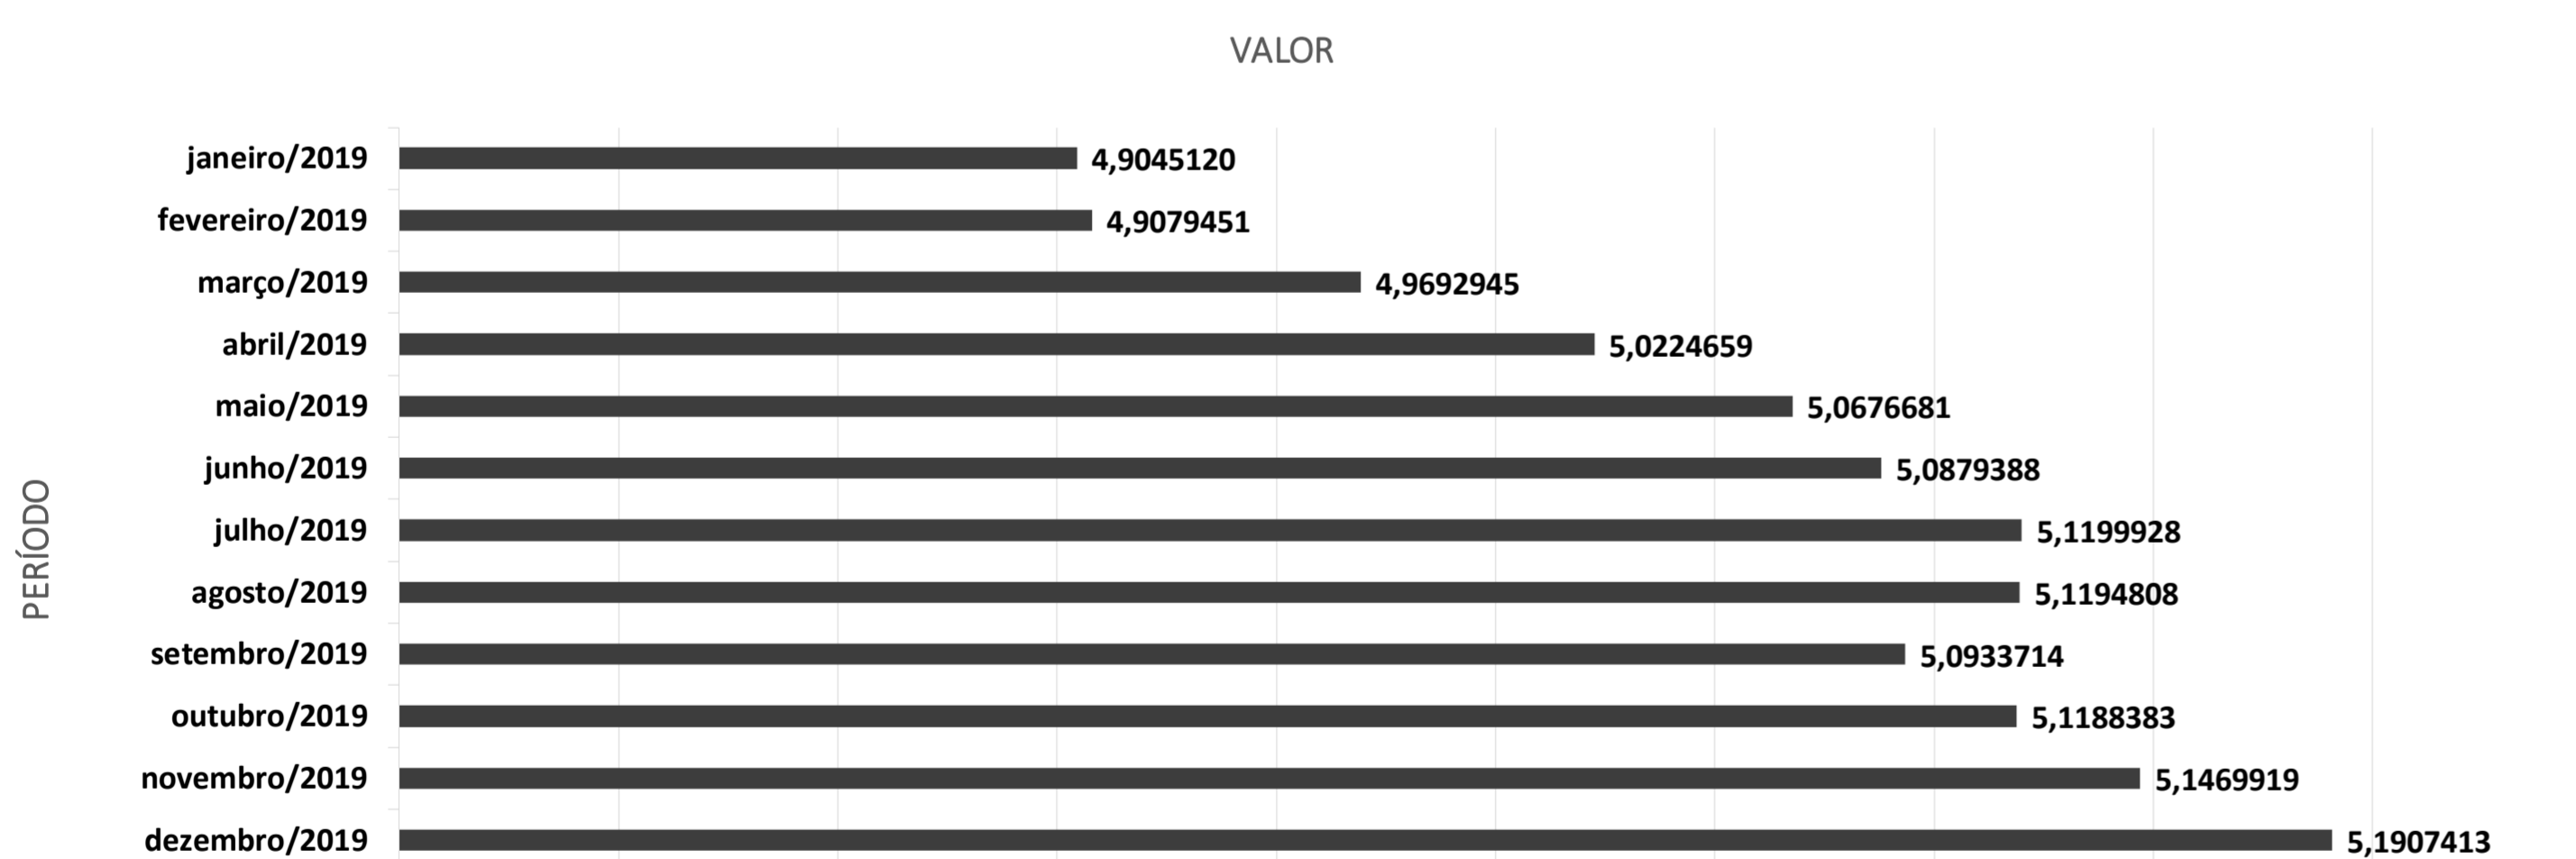 VALOR
janeiro/2019 4,9045120
fevereiro/2019 4,9079451
março/2019 4,9692945
abril/2019 5,0224659
maio/2019 5,0676681
junho/2019 5,0879388
julho/2019 5,1199928
agosto/2019 5,1194808
setembro/2019 5,0933714
outubro/2019 5,1188383
novembro/2019 5,1469919
dezembro/2019 5,1907413
PERÍODO